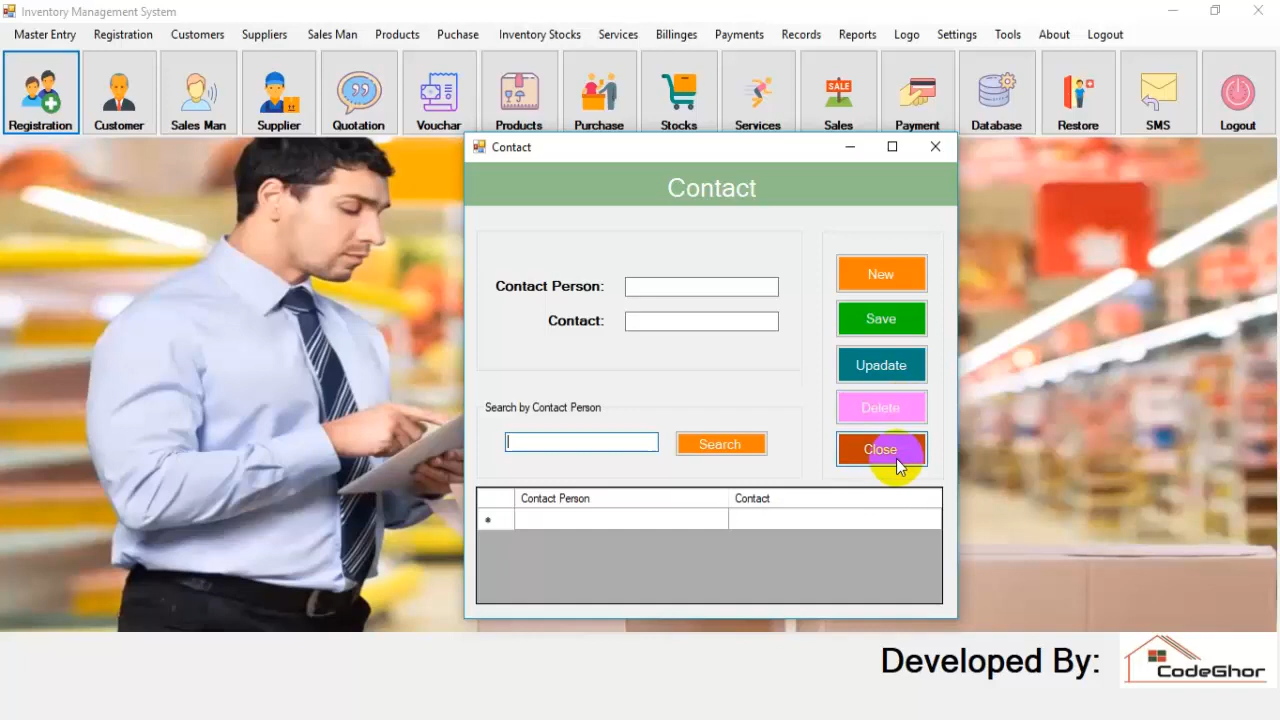 Inventory Management System
Master Entry Registration Customers Suppliers Sales Man Products Puchase Inventory Stocks Services Billinges Payments Records Reports Logo Settings Tools About Logout
Registration Customer Sales Man Supplier Quotation Vouchar Products Purchase Stocks Services SALE Sales Payment Database Restore SMS Logout
Contact
Contact
Contact Person:
Contact:
New
Save
Upadate
Delete
Close
Search by Contact Person
Search
Contact Person Contact
Developed By: CodeGhor